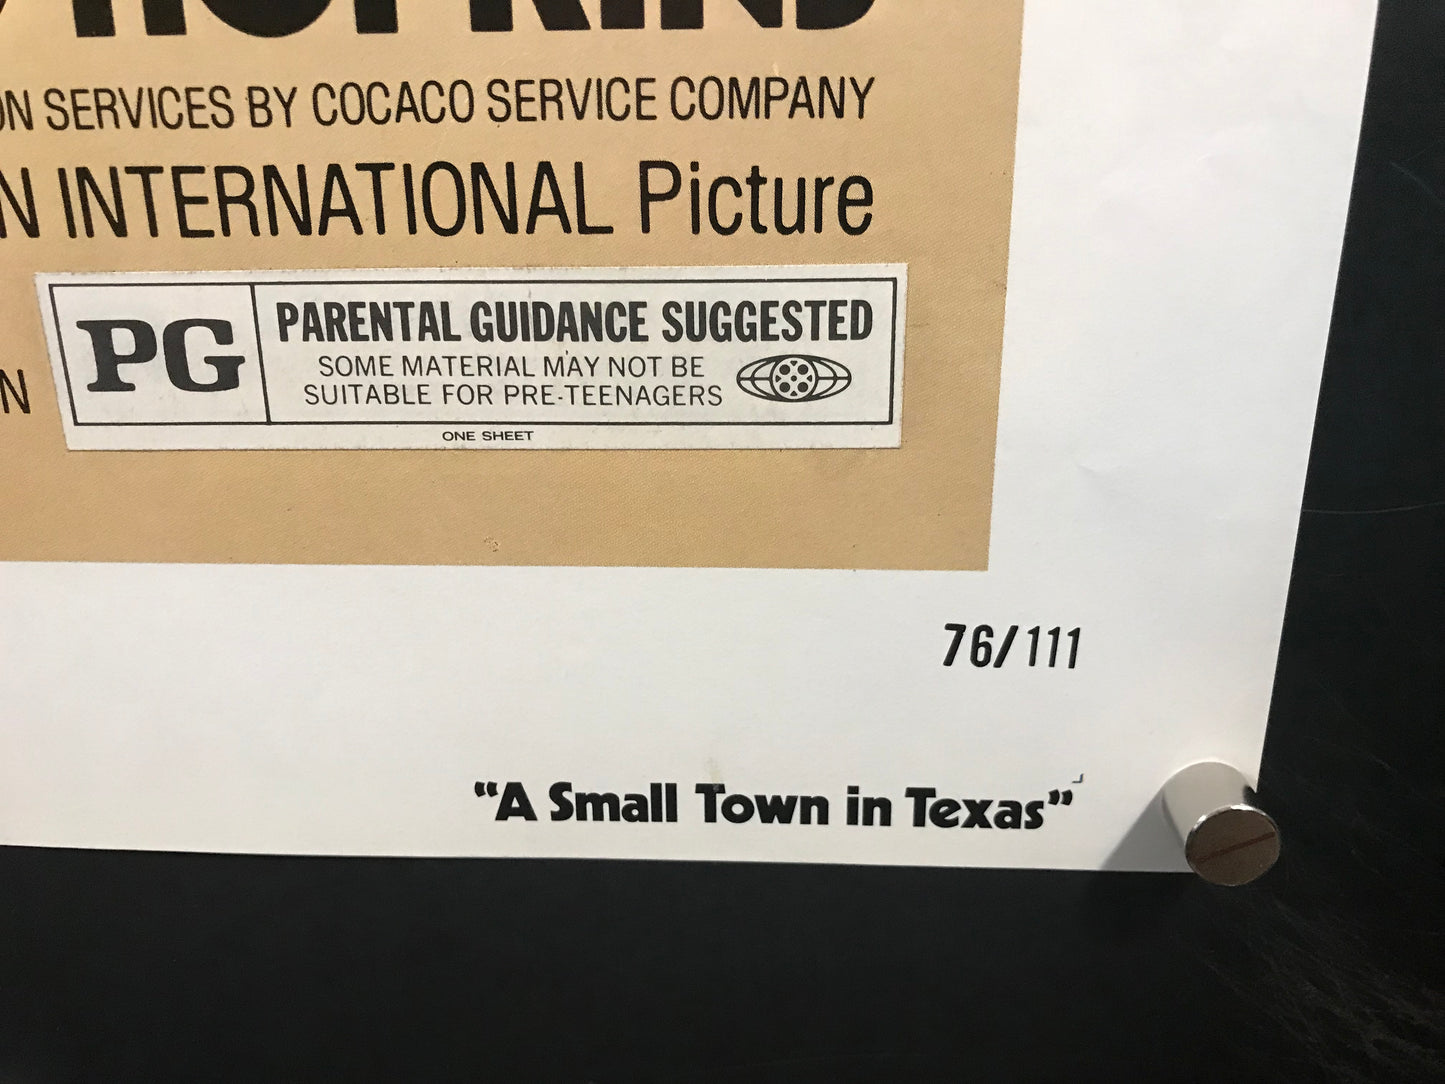 HOPKINS
ON SERVICES BY COCACO SERVICE COMPANY
N INTERNATIONAL Picture
N
PG
PARENTAL GUIDANCE SUGGESTED
SOME MATERIAL MAY NOT BE
SUITABLE FOR PRE-TEENAGERS
ONE SHEET
76/111
“A Small Town in Texas”